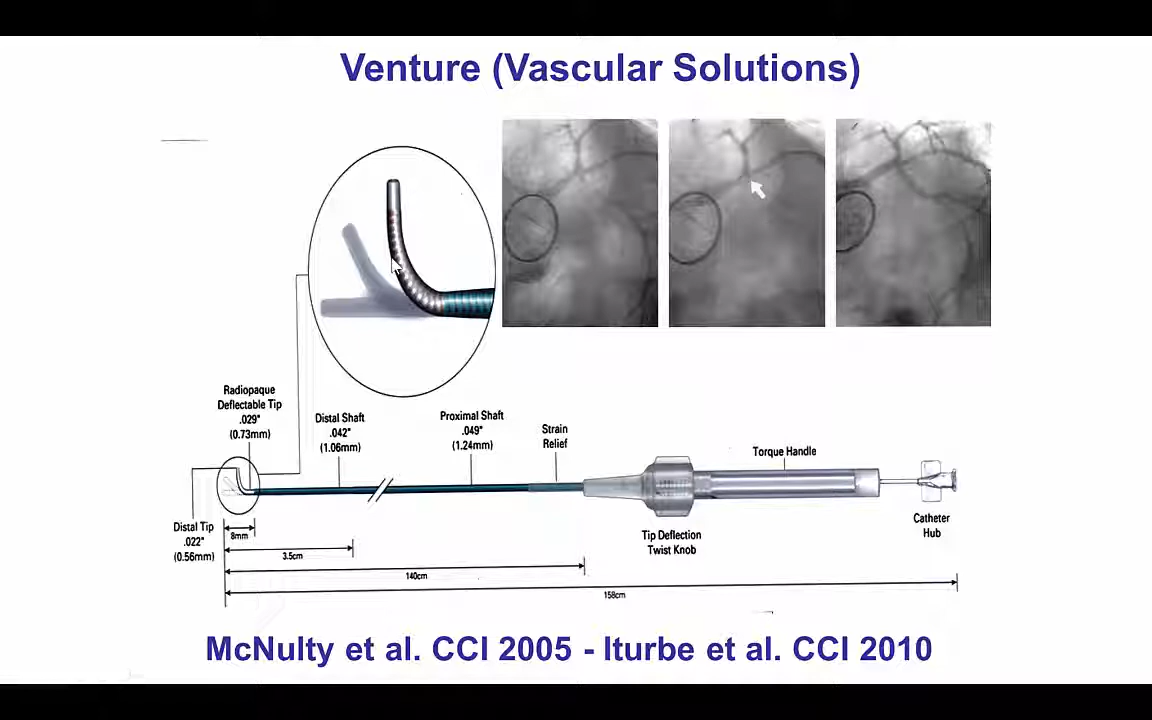 Venture (Vascular Solutions)
Radiopaque
Deflectable Tip
.029"
(0.73mm)
Distal Shaft
.042"
(1.06mm)
Proximal Shaft
.049"
(1.24mm)
Strain
Relief
Torque Handle
Distal Tip
.022"
(0.56mm)
Tip Deflection
Twist Knob
Catheter
Hub
8mm
3.5cm
140cm
158cm
McNulty et al. CCI 2005 - Iturbe et al. CCI 2010